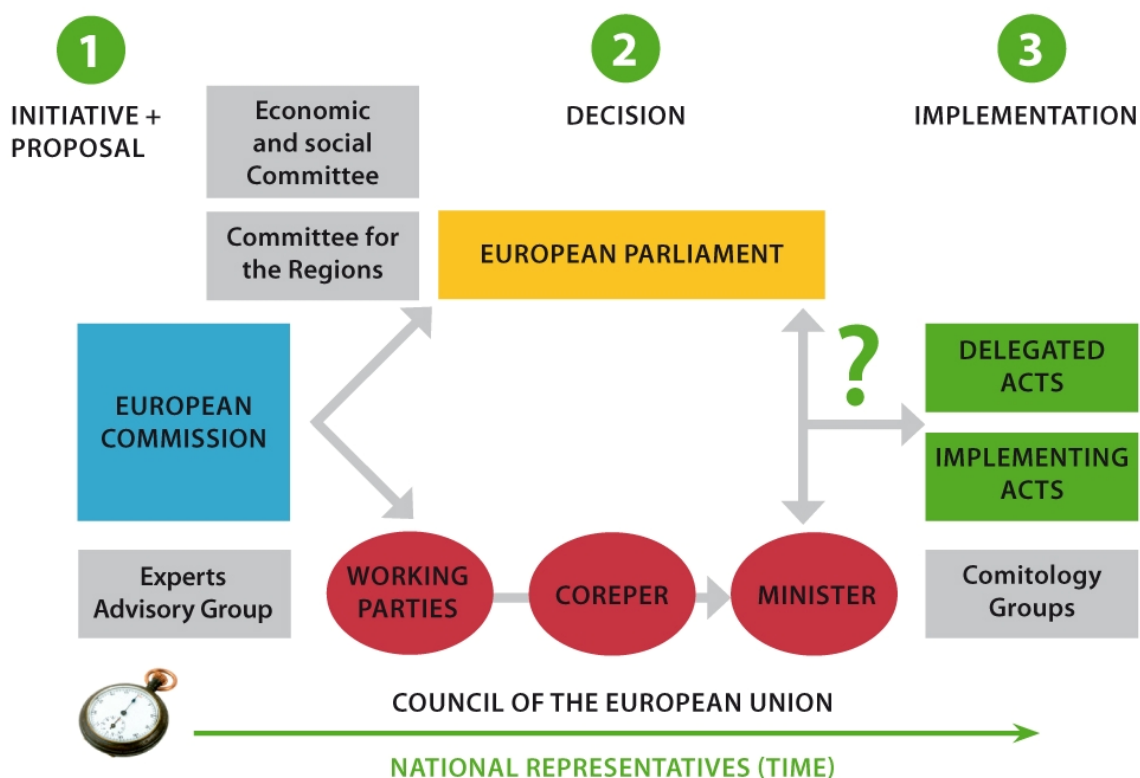 1
INITIATIVE +
PROPOSAL
Economic
and social
Committee
Committee for
the Regions
2
DECISION
3
IMPLEMENTATION
EUROPEAN PARLIAMENT
EUROPEAN
COMMISSION
?
DELEGATED
ACTS
IMPLEMENTING
ACTS
Experts
Advisory Group
WORKING
PARTIES
COREPER
MINISTER
Comitology
Groups
COUNCIL OF THE EUROPEAN UNION
NATIONAL REPRESENTATIVES (TIME)